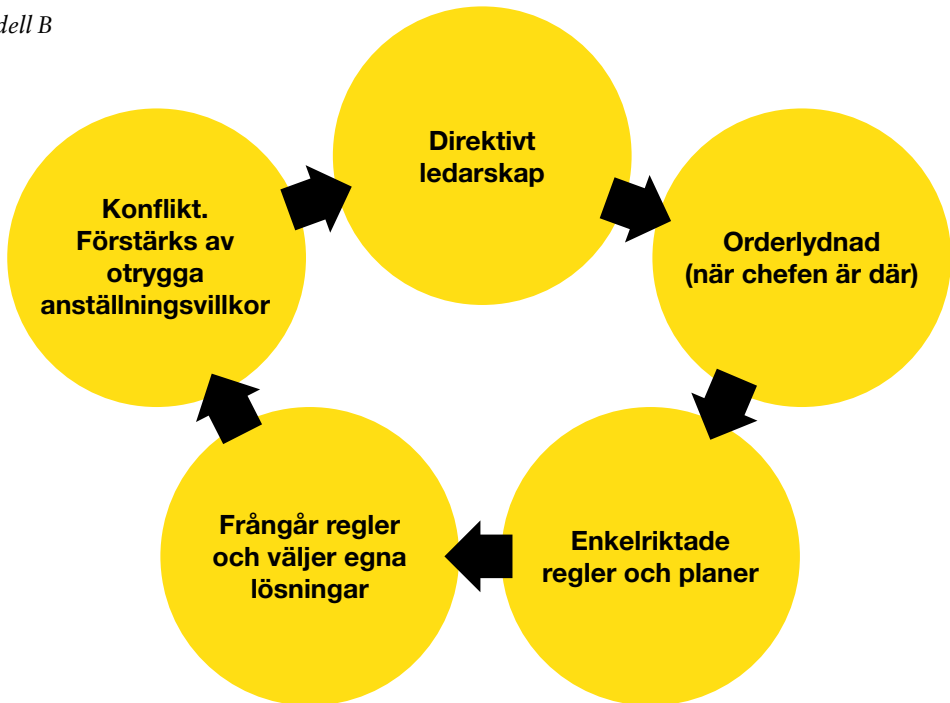 dell B
Direktivt
ledarskap
Orderlydnad
(när chefen är där)
Enkelriktade
regler och planer
Frångår regler
och väljer egna
lösningar
Konflikt.
Förstärks av
otrygga
anställningsvillkor